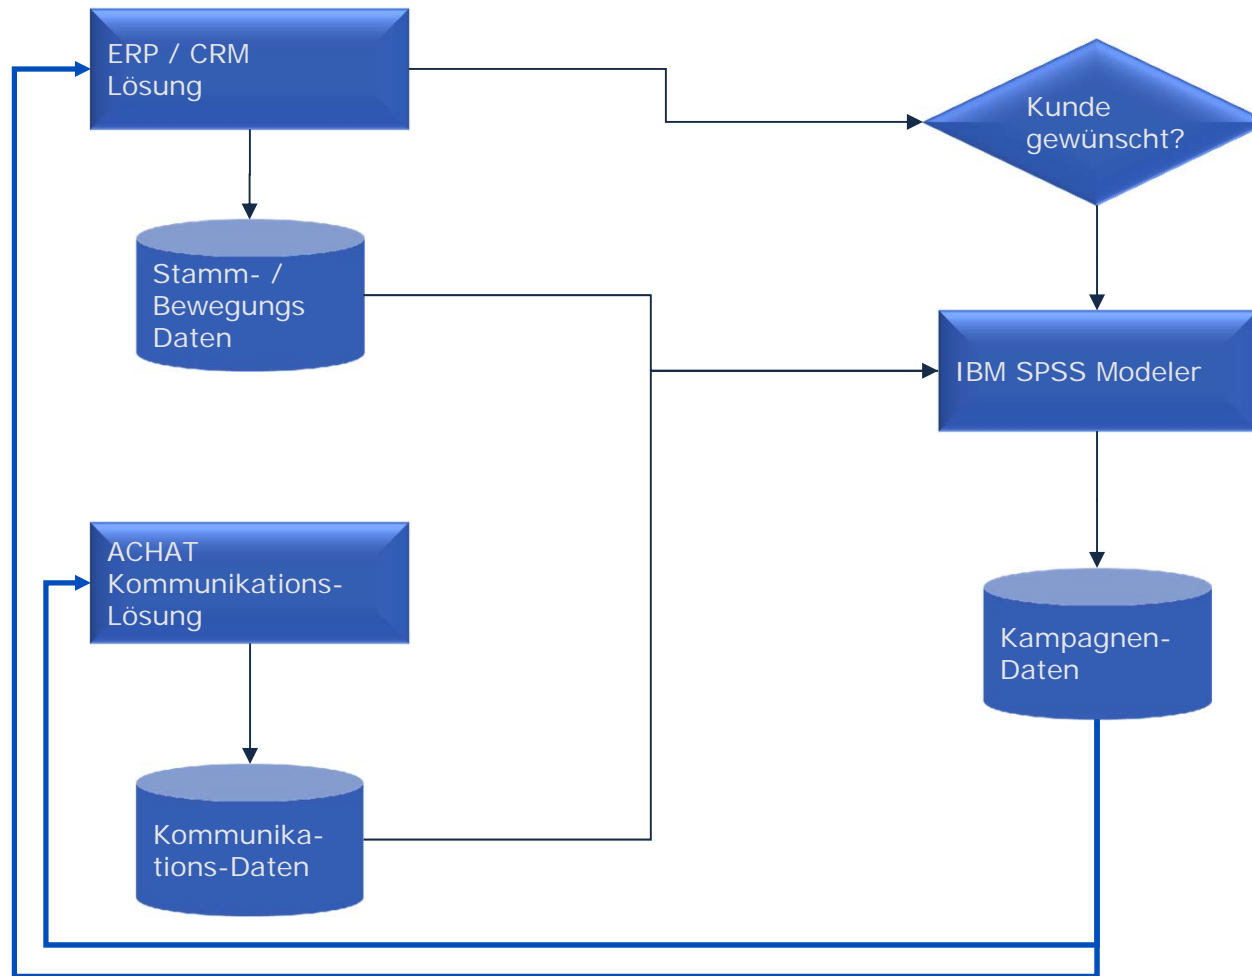 ERP / CRM
Lösung
Kunde
gewünscht?
Stamm- /
Bewegungs
Daten
IBM SPSS Modeler
ACHAT
Kommunikations-
Lösung
Kampagnen-
Daten
Kommunika-
tions-Daten